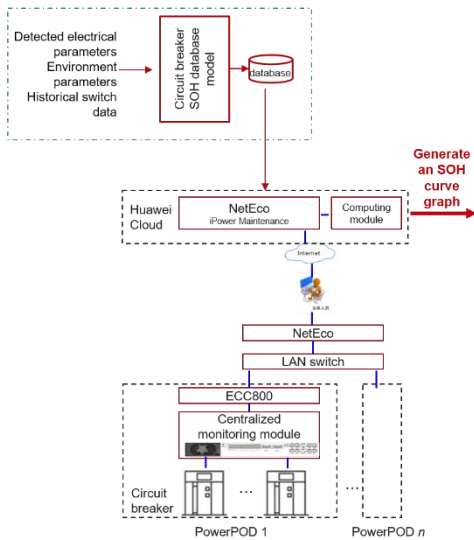 Detected electrical
parameters
Environment
parameters
Historical switch
data
Circuit breaker
SOH database
model
database
Generate
an SOH
curve
graph
Huawei
Cloud
NetEco
iPower Maintenance
Computing
module
Internet
NetEco
LAN switch
ECC800
Centralized
monitoring module
...
...
Circuit
breaker
PowerPOD 1
PowerPOD n